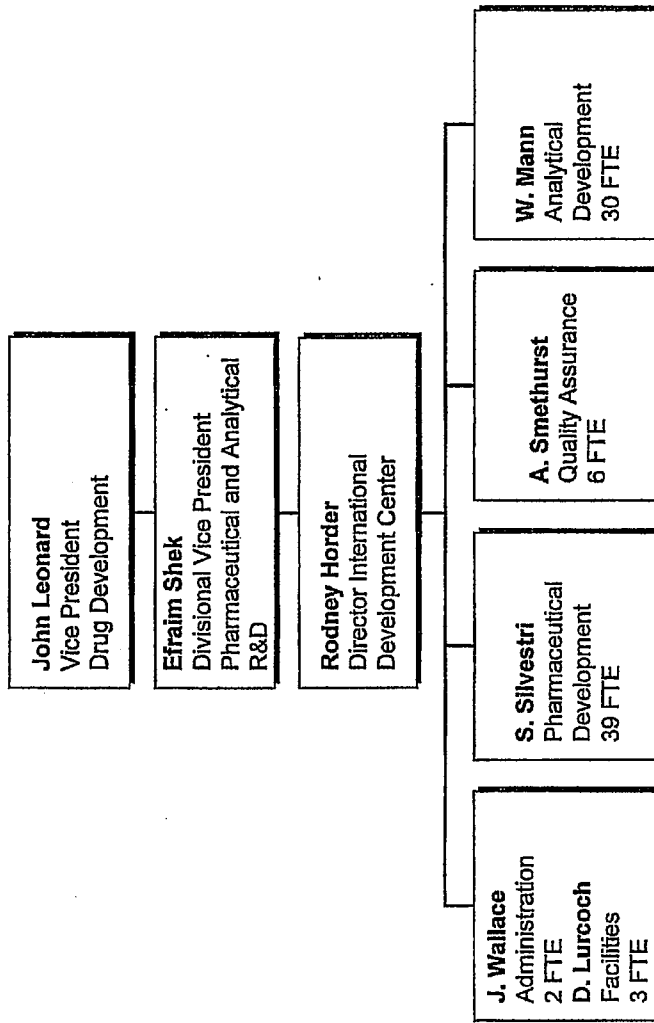 John Leonard
Vice President
Drug Development
Efraim Shek
Divisional Vice President
Pharmaceutical and Analytical
R&D
Rodney Horder
Director International
Development Center
J. Wallace
Administration
2 FTE
D. Lurcoch
Facilities
3 FTE
S. Silvestri
Pharmaceutical
Development
39 FTE
A. Smethurst
Quality Assurance
6 FTE
W. Mann
Analytical
Development
30 FTE